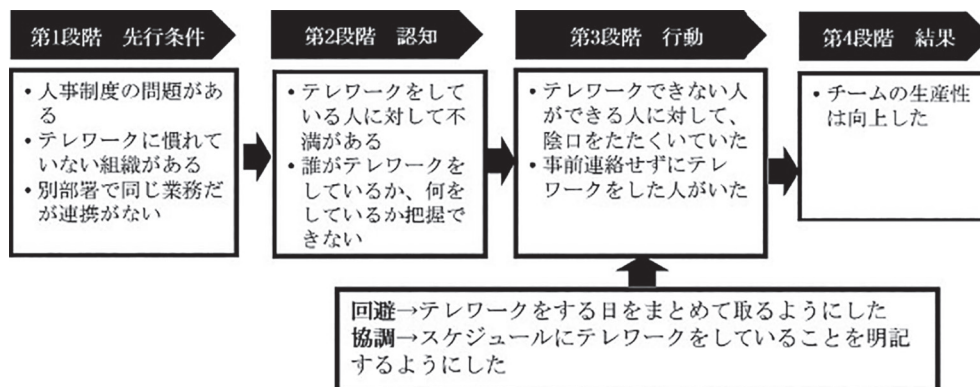 第1段階　先行条件
第2段階　認知
第3段階　行動
第4段階　結果
• 人事制度の問題があ
る
• テレワークに慣れて
いない組織がある
• 別部署で同じ業務だ
が連携がない
• テレワークをして
いる人に対して不
満がある
• 誰がテレワークを
しているか、何を
しているか把握で
きない
• テレワークできない人
ができる人に対して、
陰口をたたくいていた
• 事前連絡せずにテレ
ワークをした人がいた
• チームの生産性
は向上した
回避→テレワークをする日をまとめて取るようにした
協調→スケジュールにテレワークをしていることを明記
するようにした